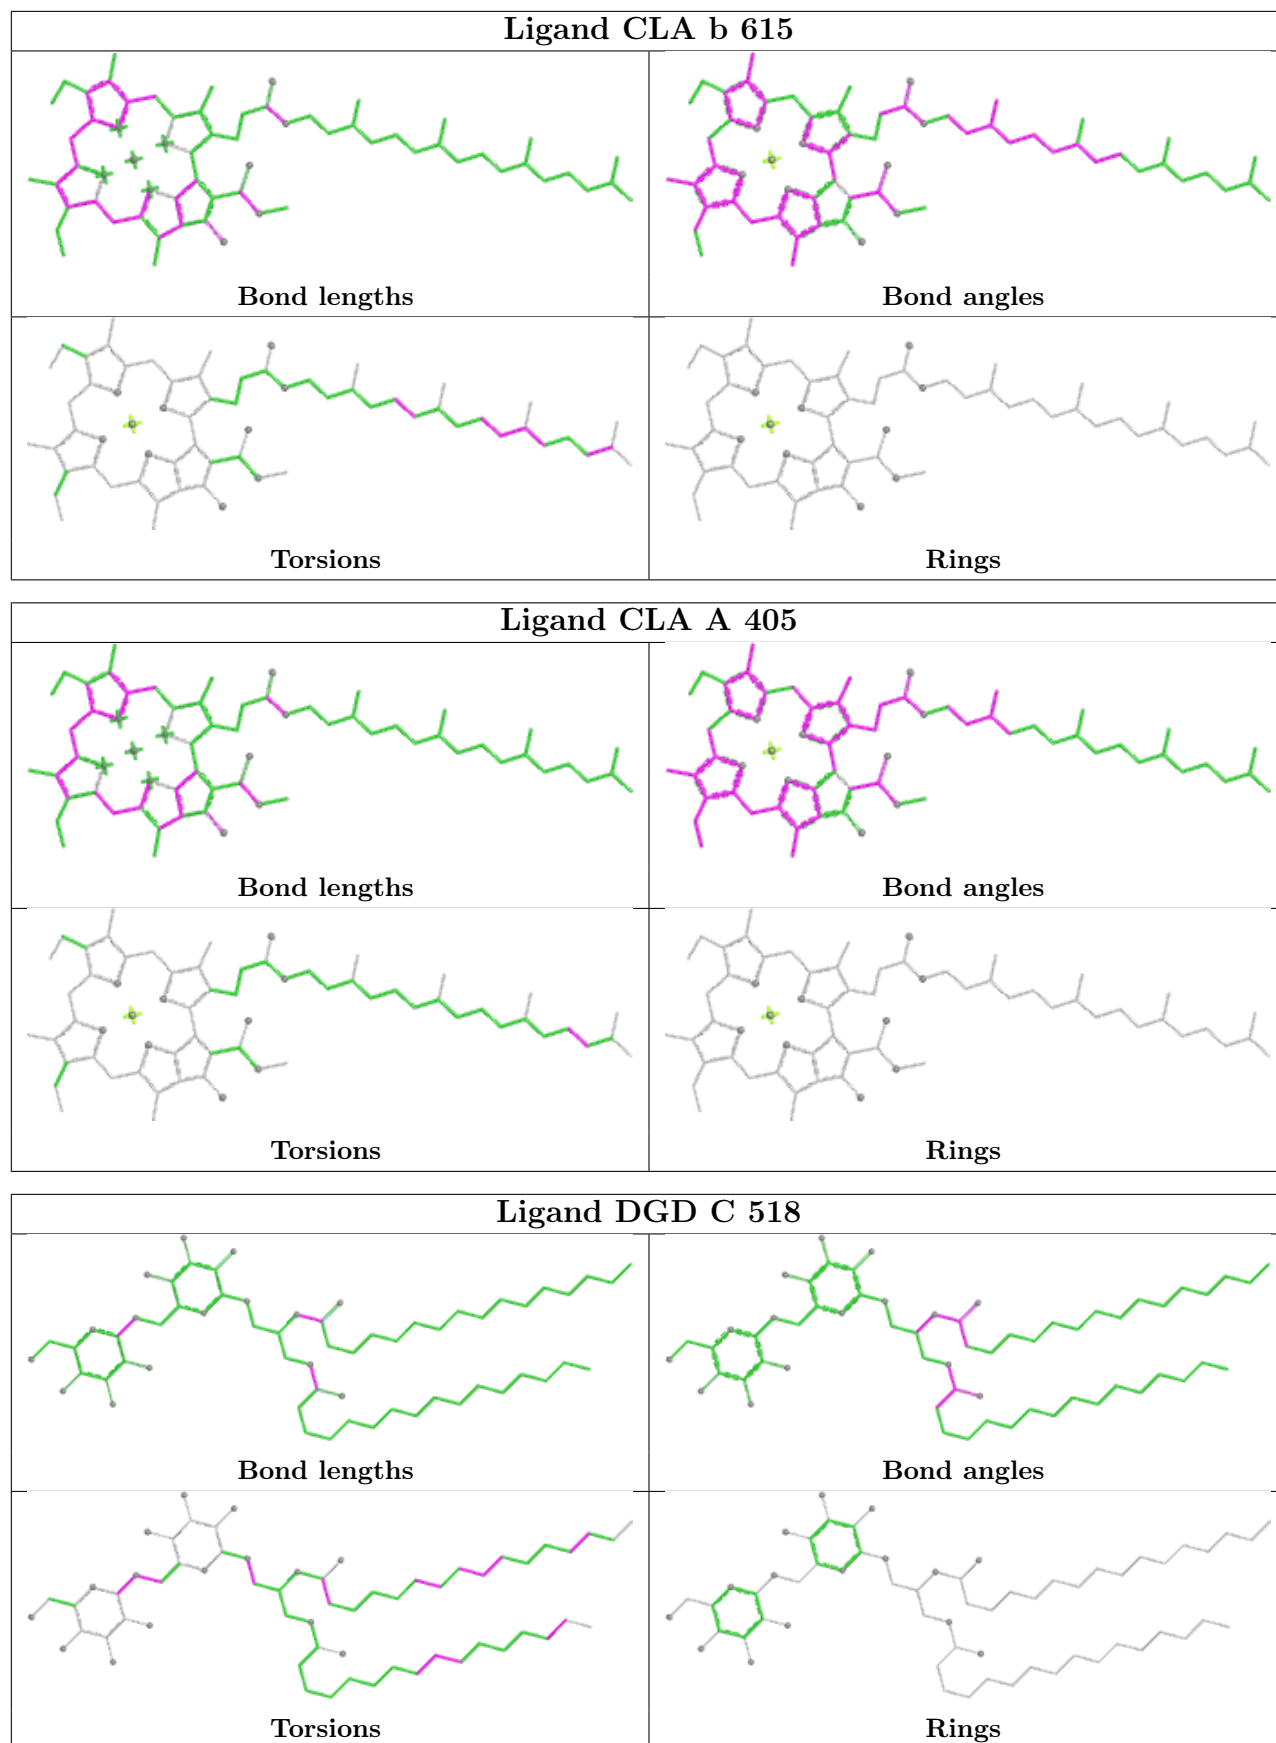 Ligand CLA b 615
Bond lengths
Bond angles
Torsions
Rings
Ligand CLA A 405
Bond lengths
Bond angles
Torsions
Rings
Ligand DGD C 518
Bond lengths
Bond angles
Torsions
Rings